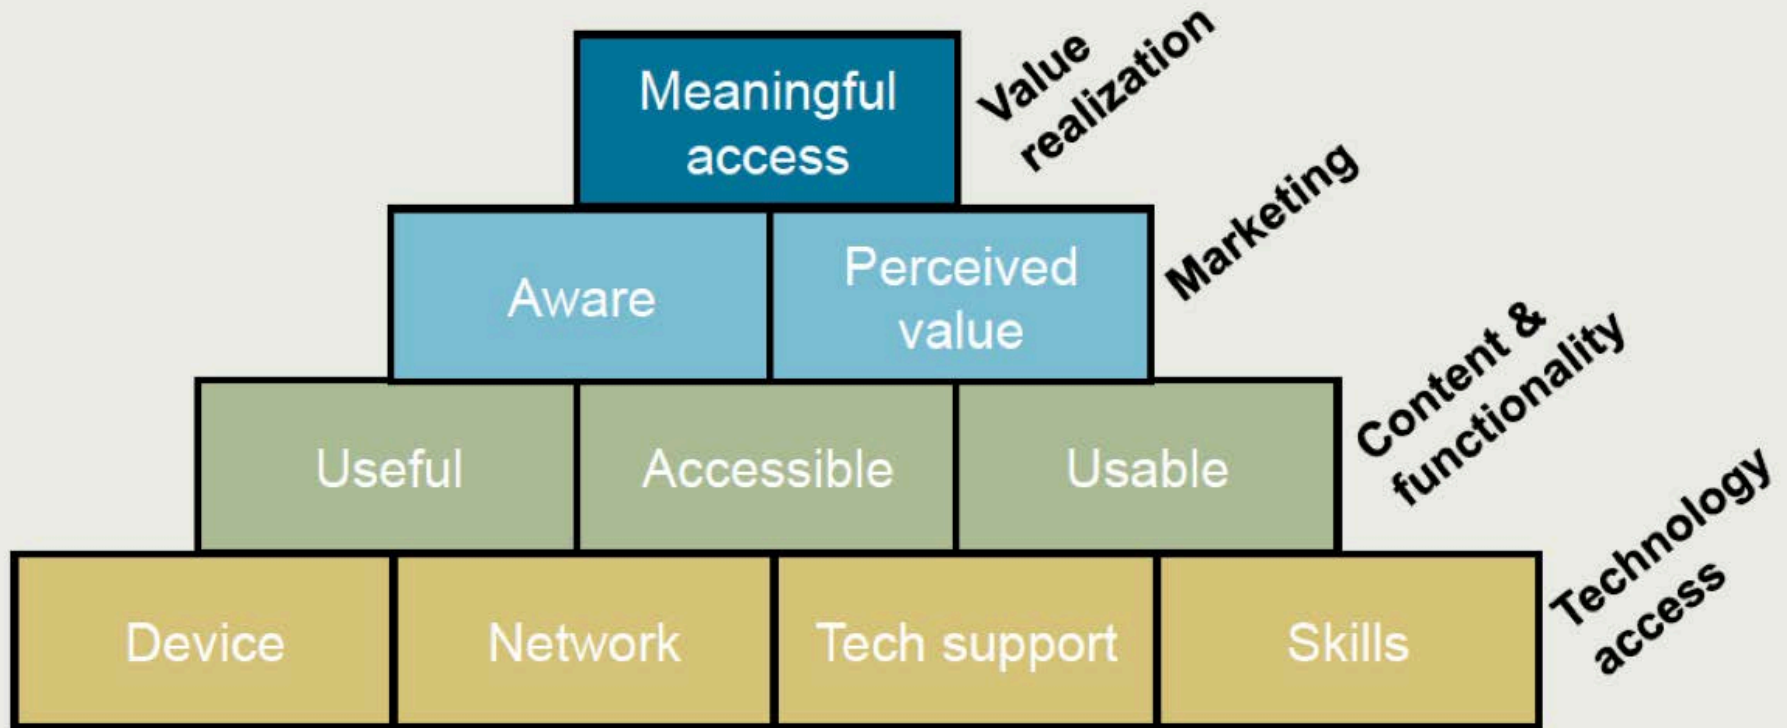 Meaningful
access
Value
realization
Aware
Perceived
value
Marketing
Useful
Accessible
Usable
Content &
functionality
Device
Network
Tech support
Skills
Technology
access